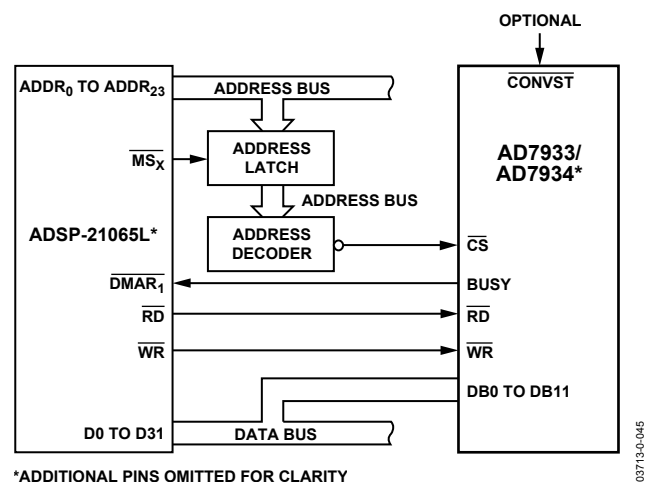 OPTIONAL
ADDR0 TO ADDR23
ADDRESS BUS
CONVST
MSX
ADDRESS
LATCH
AD7933/
AD7934*
ADDRESS BUS
ADSP-21065L*
ADDRESS
DECODER
CS
DMAR1
BUSY
RD
RD
WR
WR
DB0 TO DB11
D0 TO D31
DATA BUS
*ADDITIONAL PINS OMITTED FOR CLARITY
03713-0-045